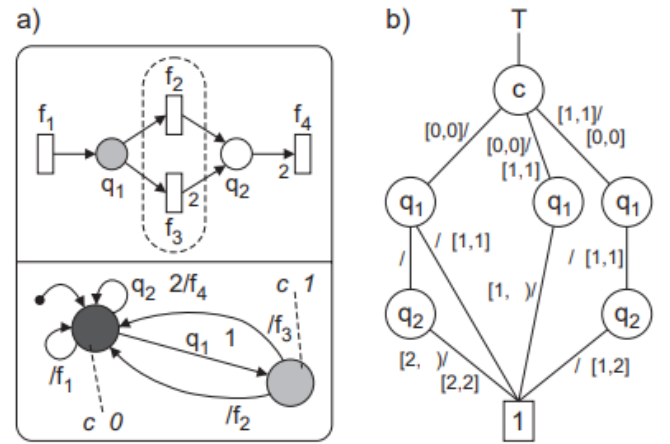 a)
f1
f2
f3
f4
q1
q2
2
2
q2 2/f4
c 1
/f3
q1 1
/f1
/f2
c 0
b)
T
c
[0,0]/
[0,0]/
[1,1]
[1,1]/
[0,0]
q1
q1
q1
/
/ [1,1]
[1, )/
/ [1,1]
q2
q2
[2, )/
[2,2]
/ [1,2]
1